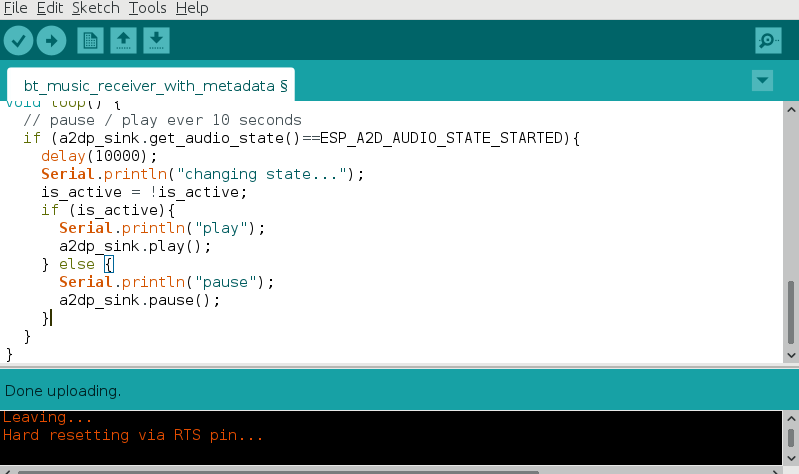 File Edit Sketch Tools Help
bt_music_receiver_with_metadata §
void loop() {
// pause / play ever 10 seconds
if (a2dp_sink.get_audio_state()==ESP_A2D_AUDIO_STATE_STARTED){
delay(10000);
Serial.println("changing state...");
is_active = !is_active;
if (is_active){
Serial.println("play");
a2dp_sink.play();
} else {
Serial.println("pause");
a2dp_sink.pause();
}
}
}
Done uploading.
Leaving...
Hard resetting via RTS pin...